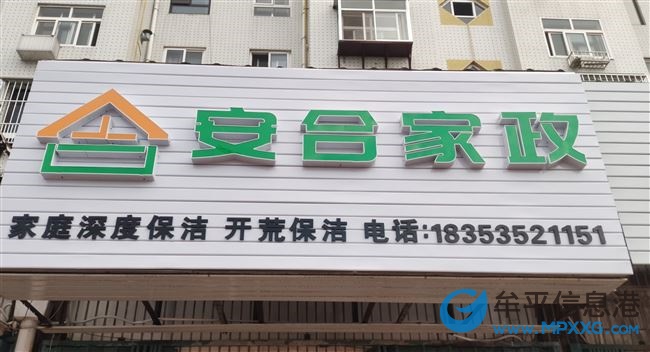 安合家政
家庭深度保洁 开荒保洁 电话:18353521151
牟平信息港
www.MPXXG.com